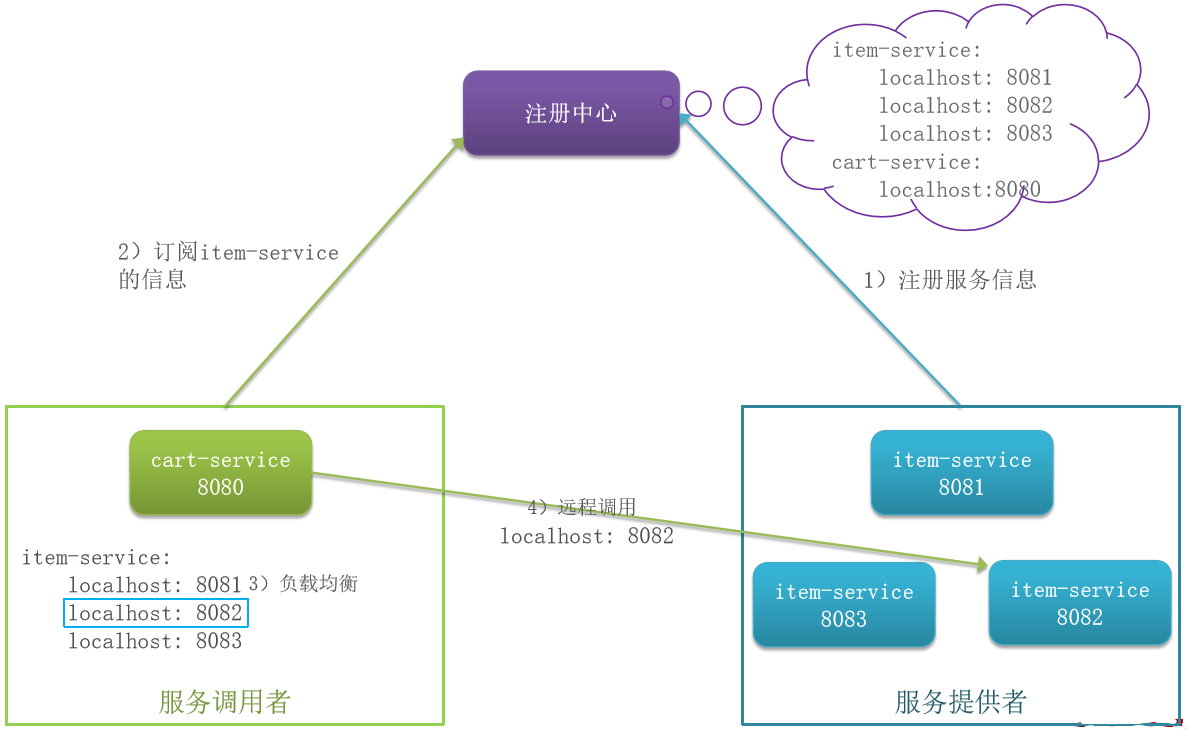 注册中心
item-service:
localhost: 8081
localhost: 8082
localhost: 8083
cart-service:
localhost:8080
2）订阅item-service
的信息
1）注册服务信息
cart-service
8080
4）远程调用
localhost: 8082
item-service:
localhost: 8081
3）负载均衡
localhost: 8082
localhost: 8083
服务调用者
item-service
8081
item-service
8083
item-service
8082
服务提供者